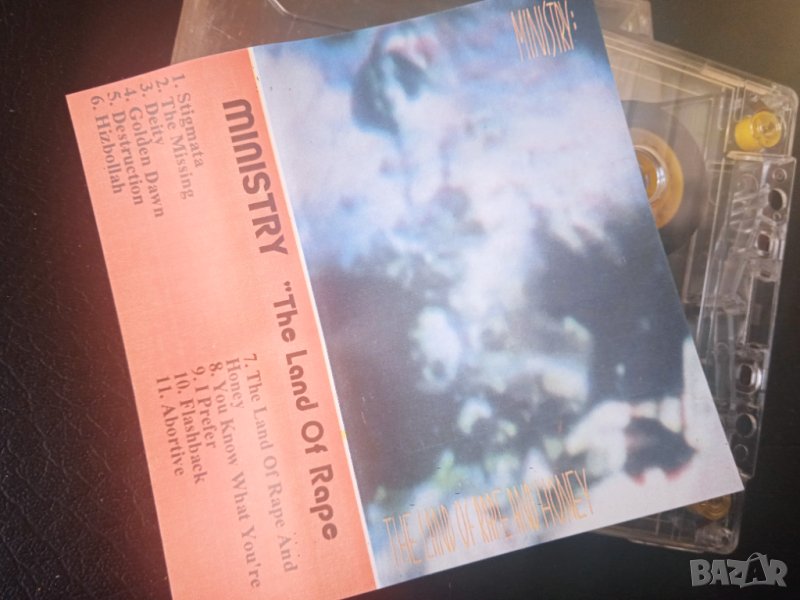 MINISTRY:
THE LAND OF RAPE AND HONEY
MINISTRY "The Land Of Rape
1. Stigmata
2. The Missing
3. Deity
4. Golden Dawn
5. Destruction
6. Hizbollah
7. The Land Of Rape And
Honey
8. You Know What You're
9. I Prefer
10. Flashback
11. Abortive
BAZAR